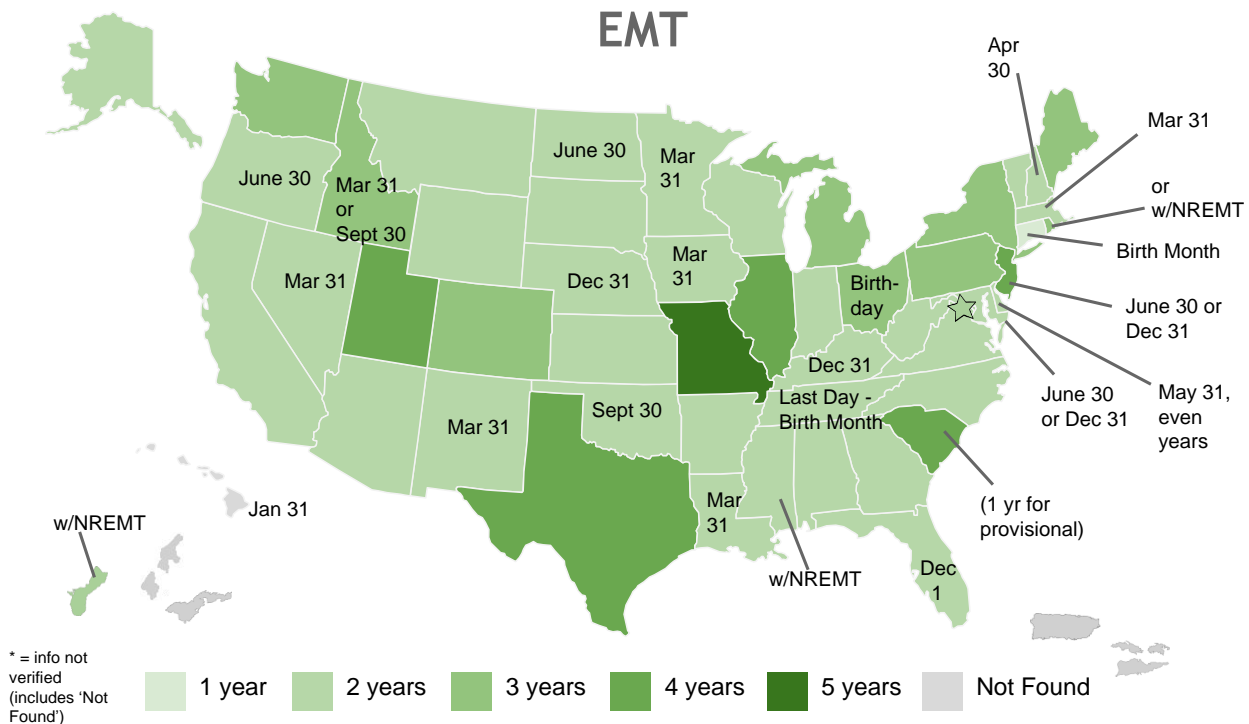 EMT
Apr
30
Mar 31
or
w/NREMT
Birth Month
June 30 or
Dec 31
May 31,
even
years
June 30
or Dec 31
(1 yr for
provisional)
June 30
Mar 31
or
Sept 30
June 30
Mar
31
Mar 31
Dec 31
Mar
31
Birth-
day
Dec 31
Last Day -
Birth Month
Mar 31
Sept 30
Mar
31
w/NREMT
Dec
1
Jan 31
w/NREMT
* = info not
verified
(includes ‘Not
Found’)
1 year
2 years
3 years
4 years
5 years
Not Found